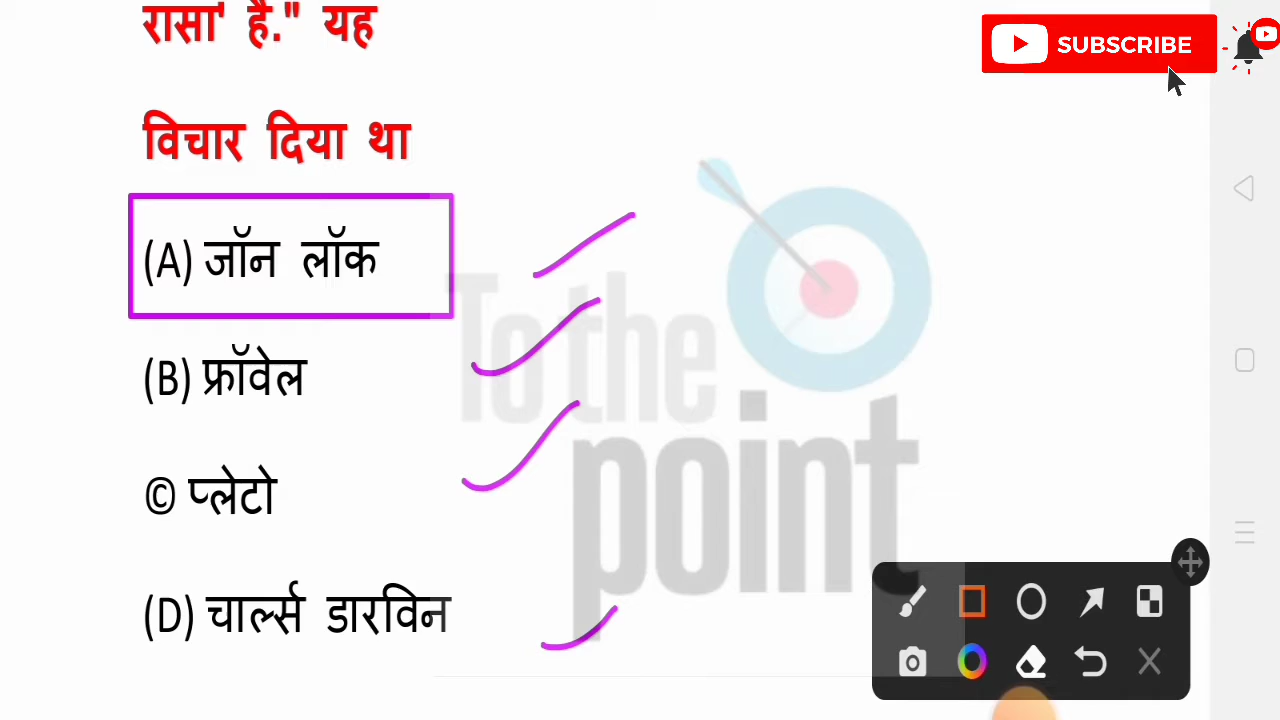 रासा' है." यह
SUBSCRIBE
विचार दिया था
(A) जॉन लॉक
(B) फ्रॉवेल
© प्लेटो
(D) चार्ल्स डारविन
To the
point